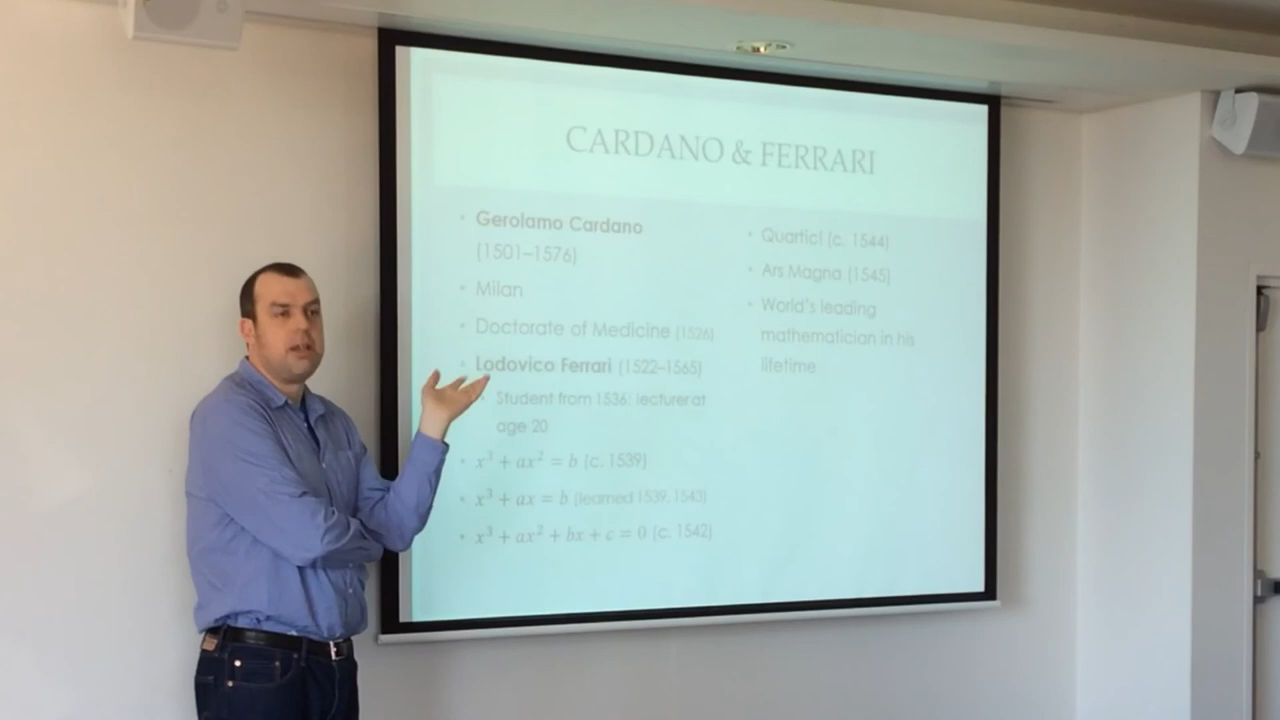 CARDANO & FERRARI
• Gerolamo Cardano
(1501–1576)
• Milan
• Doctorate of Medicine (1526)
• Lodovico Ferrari (1522–1565)
• Student from 1536; lecturer at
age 20
• x³ + ax² = b (c. 1539)
• x³ + ax = b (learned 1539, 1543)
• x³ + ax² + bx + c = 0 (c. 1542)
• Quartic! (c. 1544)
• Ars Magna (1545)
• World's leading
mathematician in his
lifetime